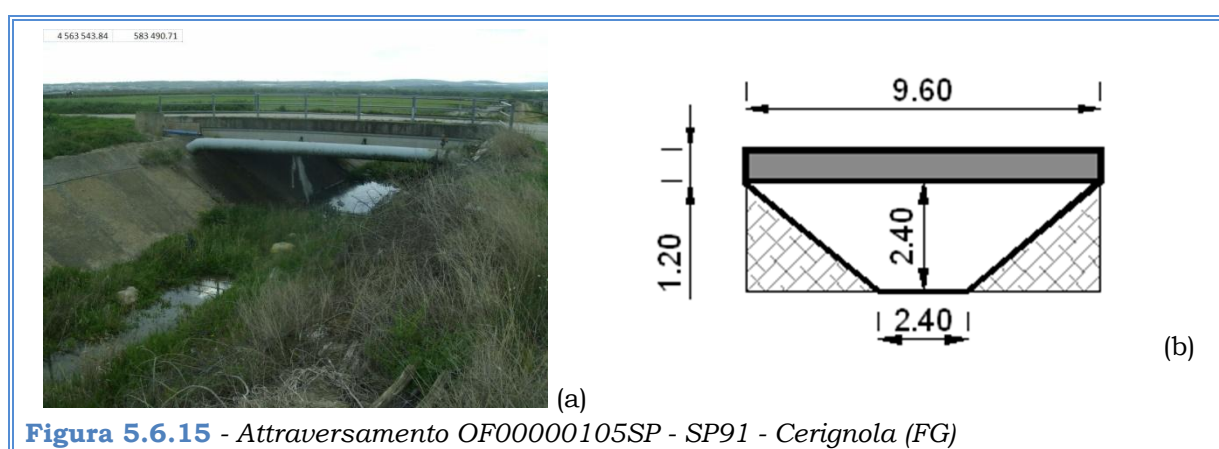 4 563 543.84 583 490.71
9.60
1.20
2.40
2.40
(a)
(b)
Figura 5.6.15 - Attraversamento OF00000105SP - SP91 - Cerignola (FG)